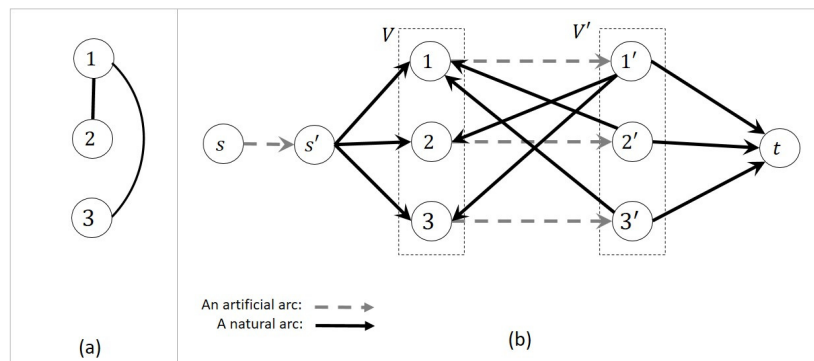 1
2
3
(a)
V
V′
1
1′
s
s′
2
2′
t
3
3′
An artificial arc:
A natural arc:
(b)